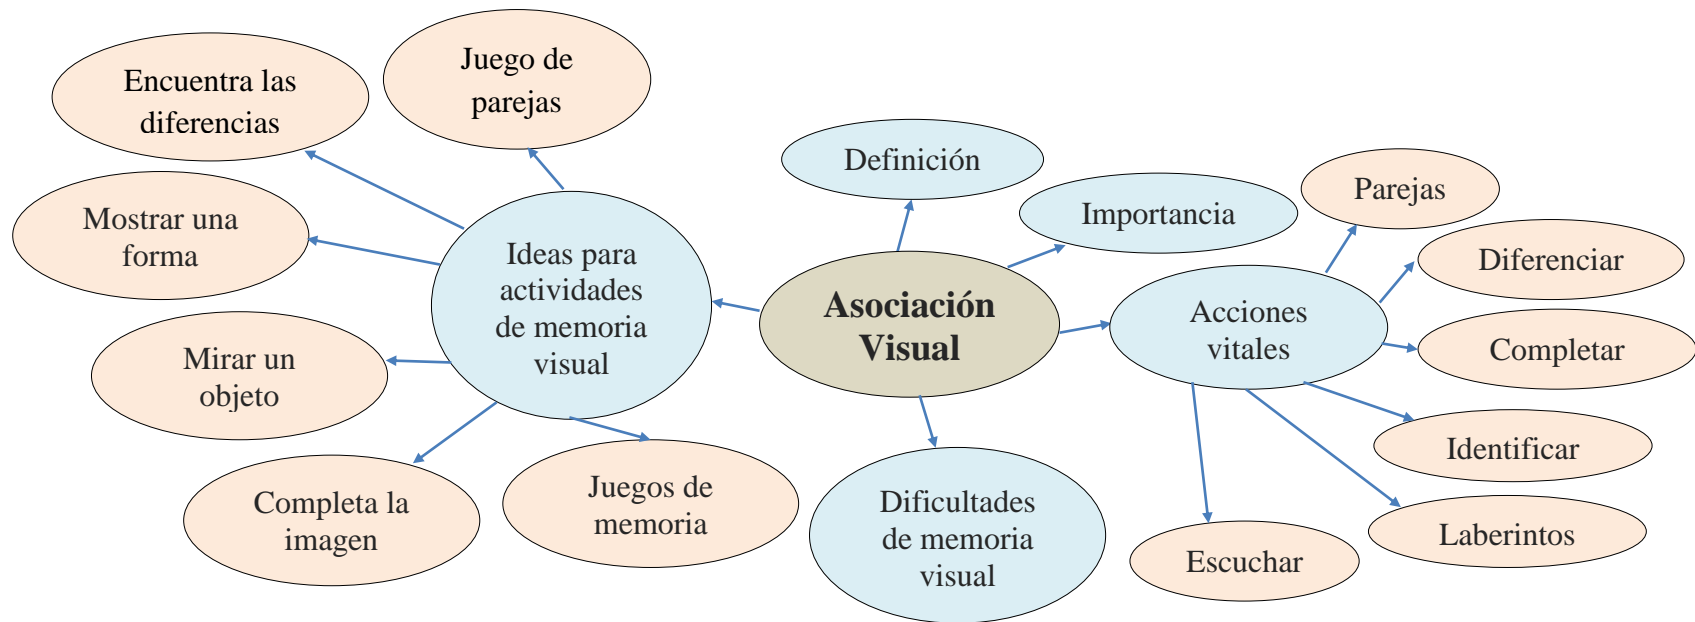 Juego de
parejas
Encuentra las
diferencias
Mostrar una
forma
Mirar un
objeto
Completa la
imagen
Juegos de
memoria
Ideas para
actividades
de memoria
visual
Asociación
Visual
Definición
Importancia
Acciones
vitales
Parejas
Diferenciar
Completar
Identificar
Laberintos
Escuchar
Dificultades
de memoria
visual